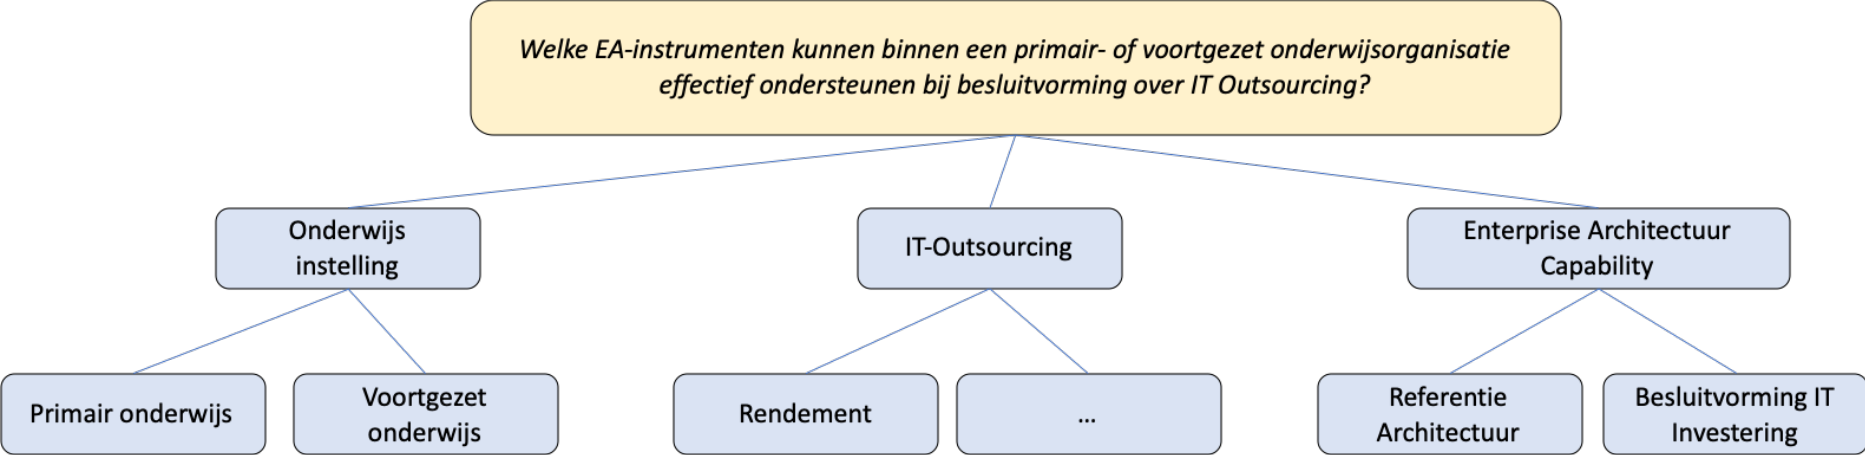 Welke EA-instrumenten kunnen binnen een primair- of voortgezet onderwijsorganisatie
effectief ondersteunen bij besluitvorming over IT Outsourcing?
Onderwijs
instelling
IT-Outsourcing
Enterprise Architectuur
Capability
Primair onderwijs
Voortgezet
onderwijs
Rendement
...
Referentie
Architectuur
Besluitvorming IT
Investering